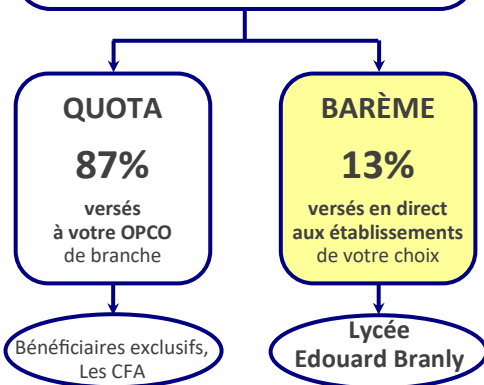 QUOTA
87%
versés
à votre OPCO
de branche
BARÈME
13%
versés en direct
aux établissements
de votre choix
Bénéficiaires exclusifs,
Les CFA
Lycée
Edouard Branly